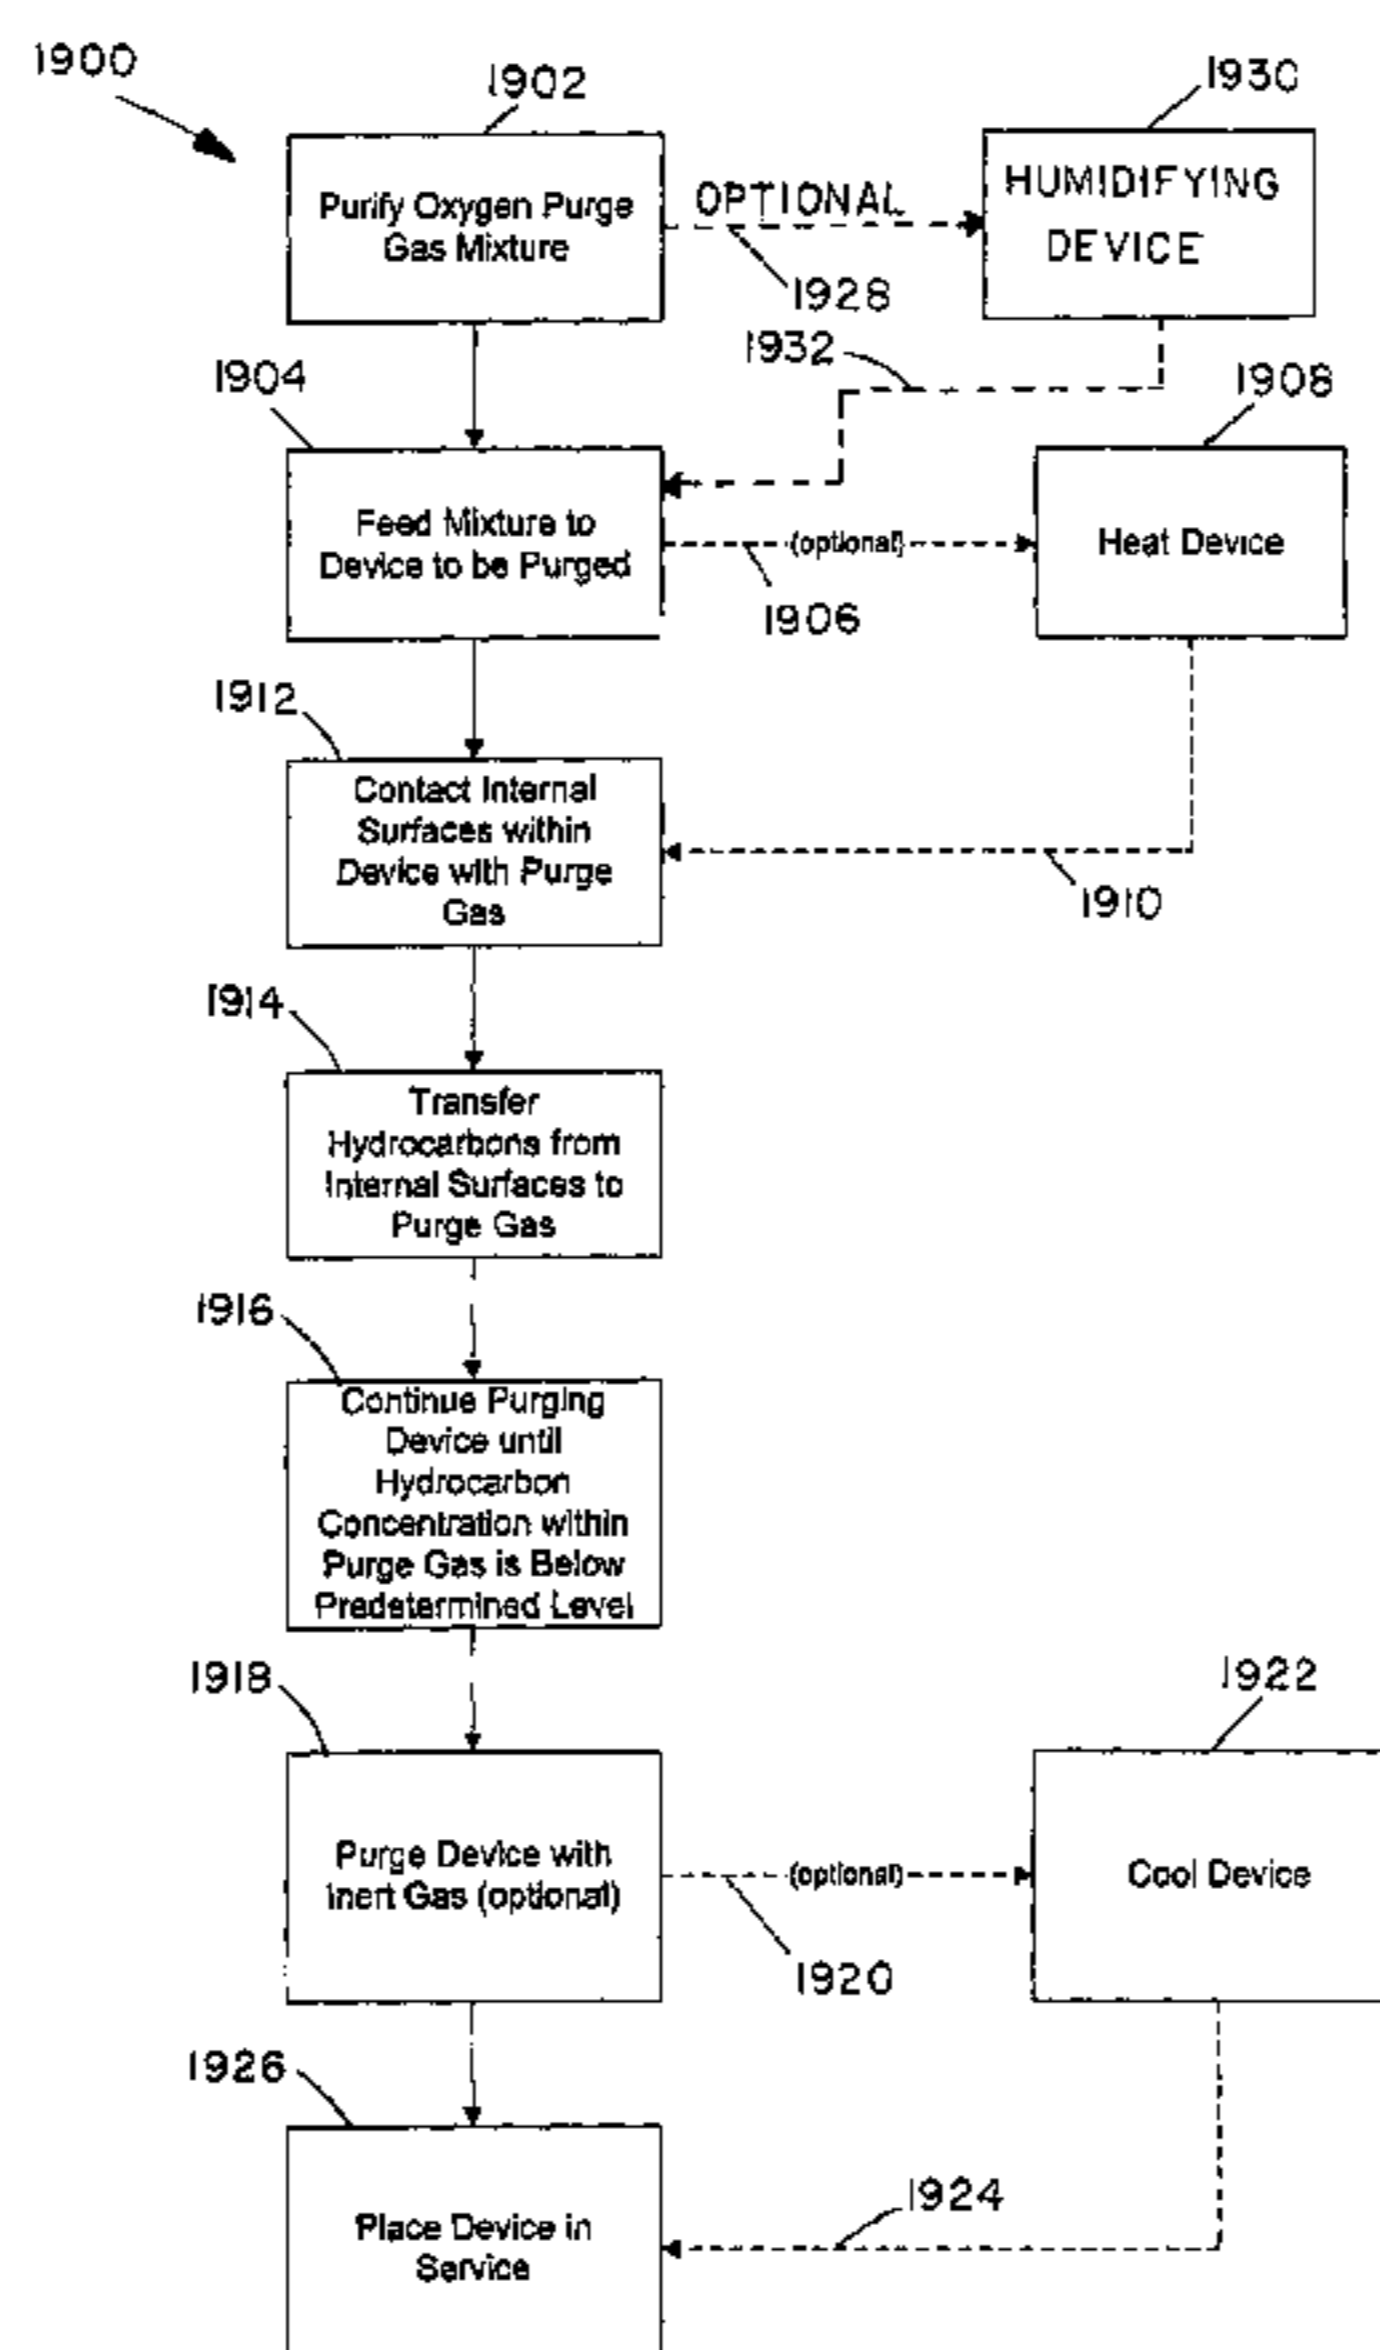 1900
1902
1930
Purify Oxygen Purge
Gas Mixture
OPTIONAL
HUMIDIFYING
DEVICE
1928
1932
1904
1908
Feed Mixture to
Device to be Purged
(optional)
Heat Device
1906
1912
Contact Internal
Surfaces within
Device with Purge
Gas
1910
1914
Transfer
Hydrocarbons from
Internal Surfaces to
Purge Gas
1916
Continue Purging
Device until
Hydrocarbon
Concentration within
Purge Gas is Below
Predetermined Level
1918
1922
Purge Device with
Inert Gas (optional)
(optional)
Cool Device
1920
1926
1924
Place Device in
Service